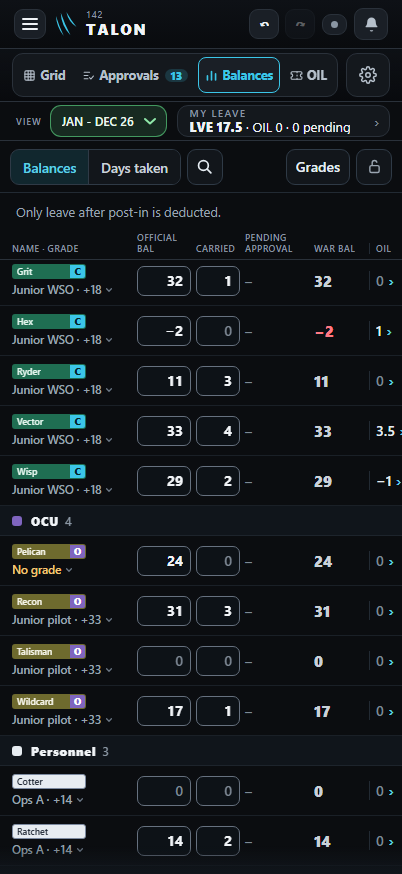 142
TALON
Grid
Approvals 13
Balances
OIL
VIEW
JAN - DEC 26
MY LEAVE
LVE 17.5 · OIL 0 · 0 pending
Balances
Days taken
Grades
Only leave after post-in is deducted.
NAME · GRADE
OFFICIAL BAL
CARRIED
PENDING APPROVAL
WAR BAL
OIL
Grit C
Junior WSO · +18
32 1 – 32 0
Hex C
Junior WSO · +18
−2 0 – −2 1
Ryder C
Junior WSO · +18
11 3 – 11 0
Vector C
Junior WSO · +18
33 4 – 33 3.5
Wisp C
Junior WSO · +18
29 2 – 29 −1
OCU 4
Pelican O
No grade
24 0 – 24 0
Recon O
Junior pilot · +33
31 3 – 31 0
Talisman O
Junior pilot · +33
0 0 – 0 0
Wildcard O
Junior pilot · +33
17 1 – 17 0
Personnel 3
Cotter
Ops A · +14
0 0 – 0 0
Ratchet
Ops A · +14
14 2 – 14 0